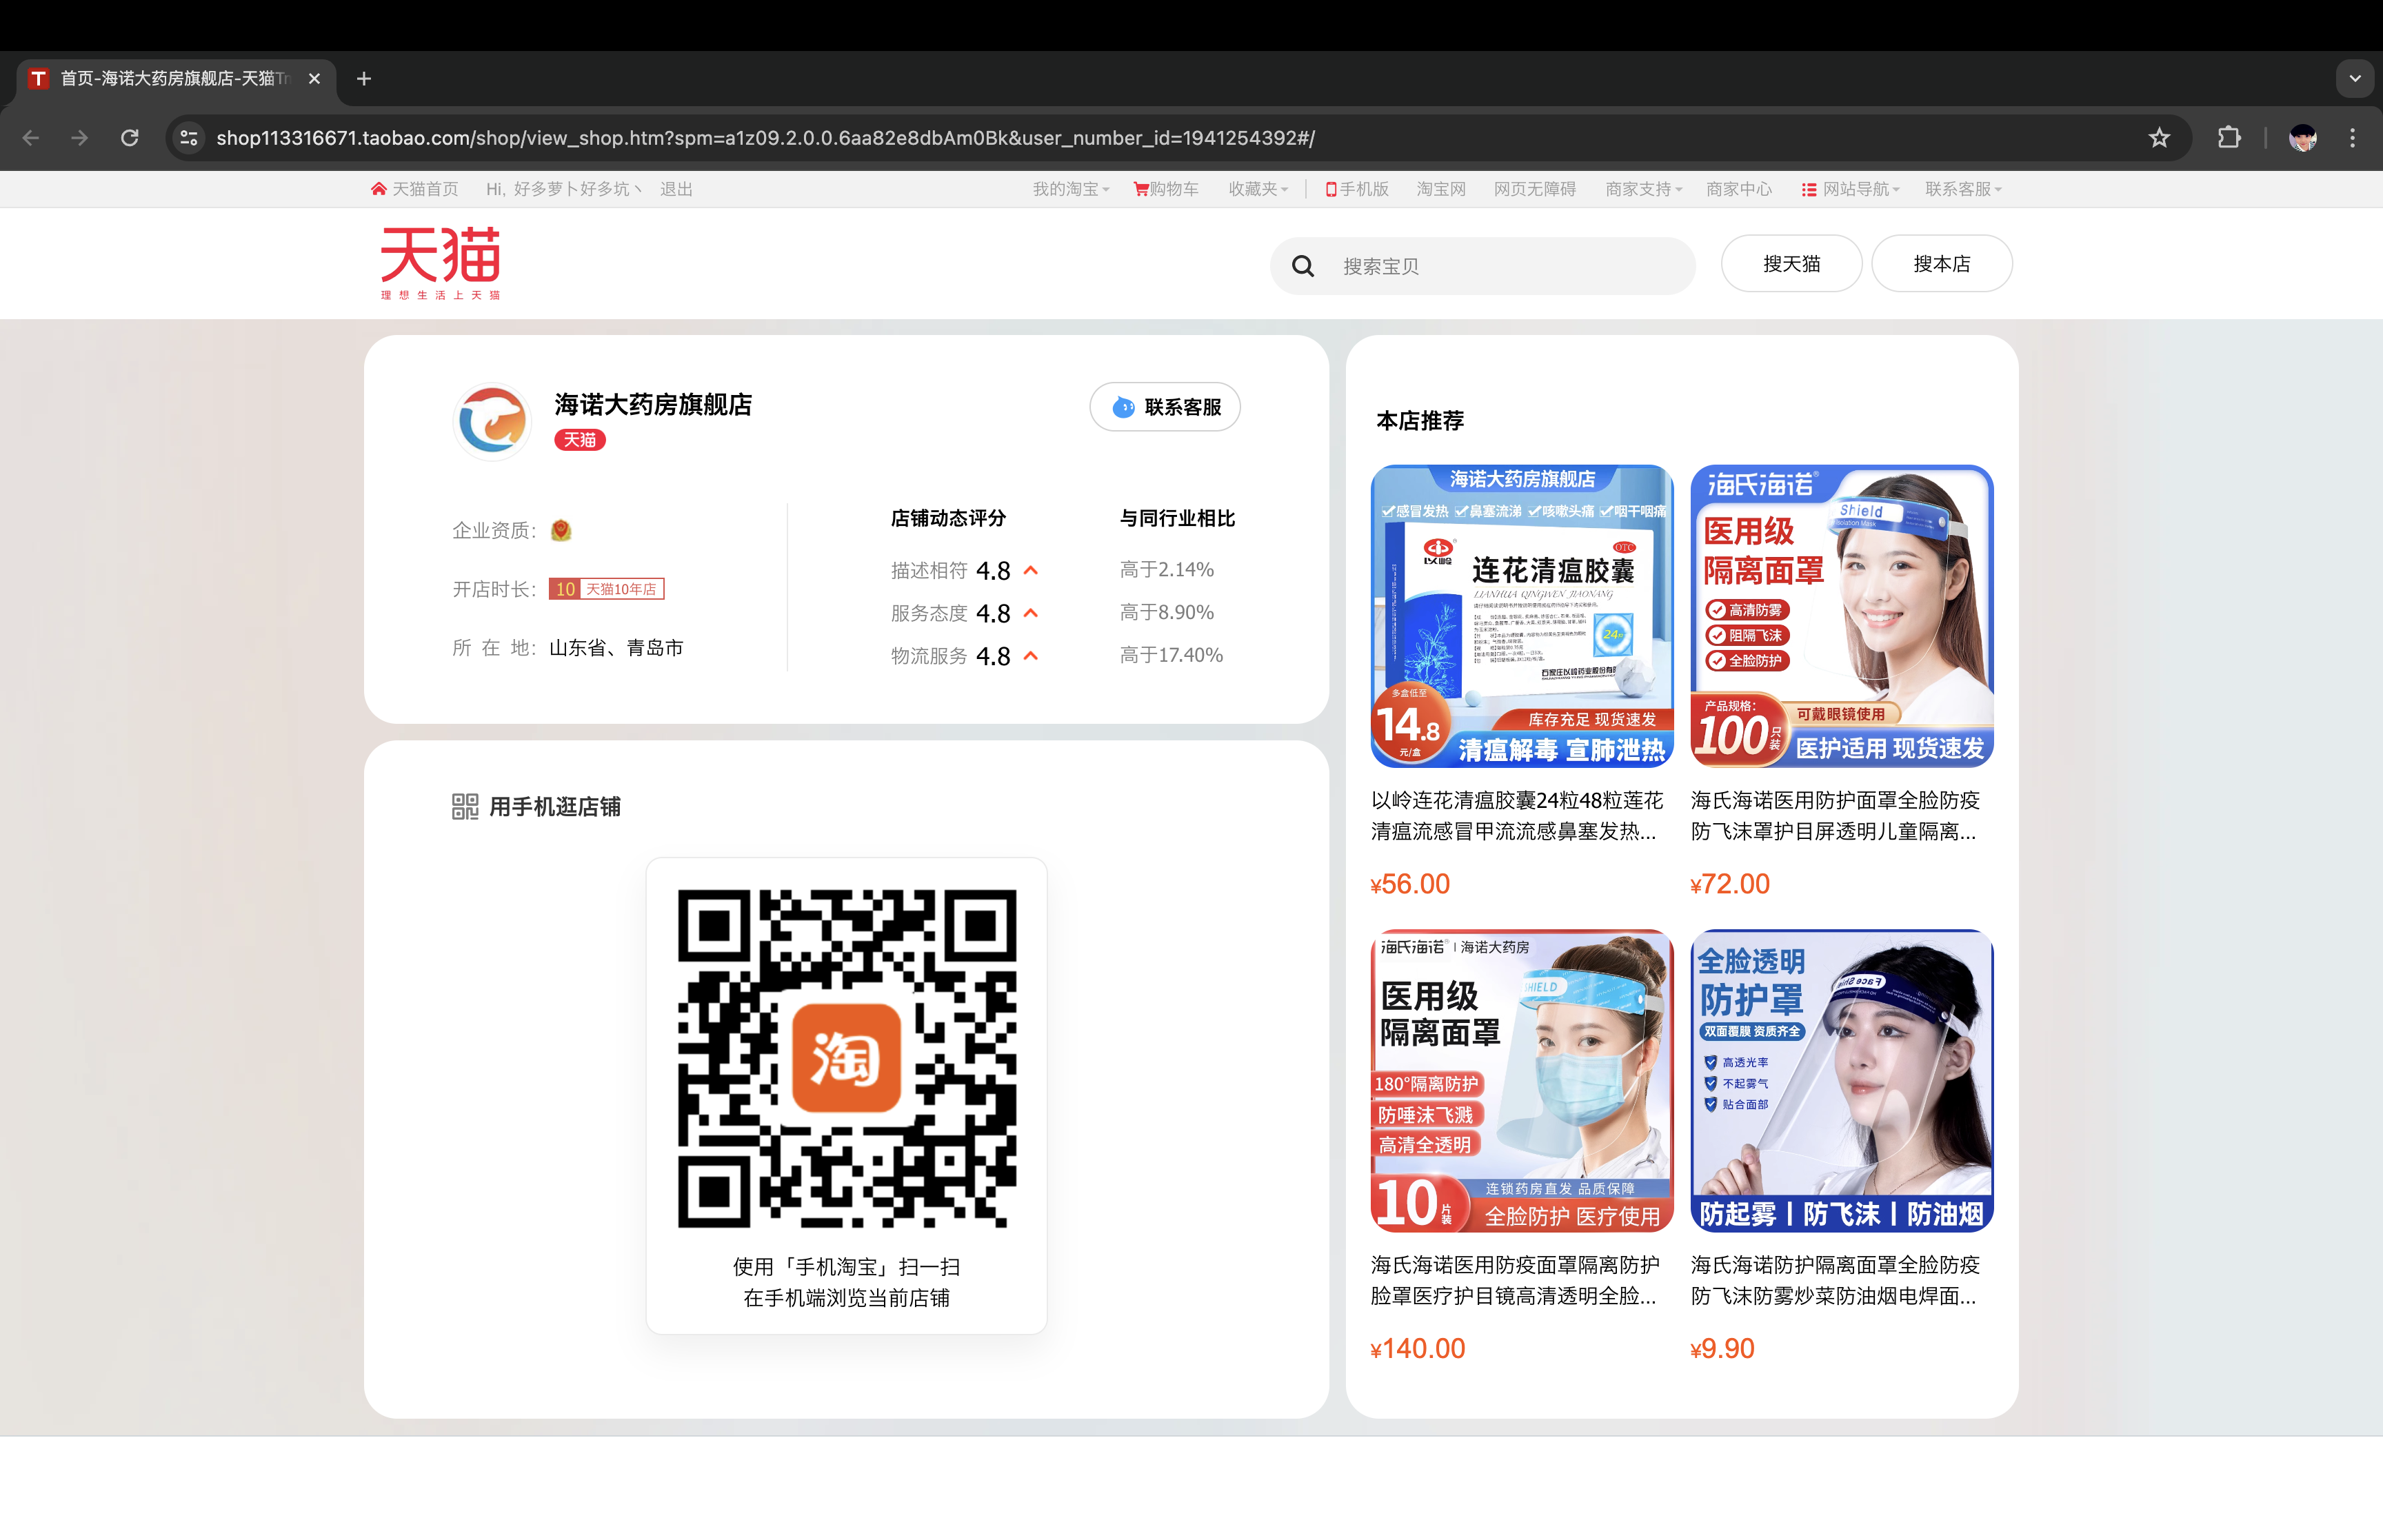 首页-海诺大药房旗舰店-天猫Tm
shop113316671.taobao.com/shop/view_shop.htm?spm=a1z09.2.0.0.6aa82e8dbAm0Bk&user_number_id=1941254392#/
天猫首页 Hi, 好多萝卜好多坑丶 退出 我的淘宝 购物车 收藏夹 手机版 淘宝网 网页无障碍 商家支持 商家中心 网站导航 联系客服
天猫
理想生活上天猫
搜索宝贝
搜天猫
搜本店
海诺大药房旗舰店
天猫
联系客服
企业资质:
开店时长: 10 天猫10年店
所 在 地: 山东省、青岛市
店铺动态评分 与同行业相比
描述相符 4.8 高于2.14%
服务态度 4.8 高于8.90%
物流服务 4.8 高于17.40%
用手机逛店铺
淘
使用「手机淘宝」扫一扫
在手机端浏览当前店铺
本店推荐
海诺大药房旗舰店
感冒发热 鼻塞流涕 咳嗽头痛 咽干咽痛
以岭
OTC
连花清瘟胶囊
LIANHUA QINGWEN JIAONANG
24粒
多盒低至
14.8
元/盒
库存充足 现货速发
清瘟解毒 宣肺泄热
以岭连花清瘟胶囊24粒48粒莲花
清瘟流感冒甲流流感鼻塞发热...
¥56.00
海氏海诺®
Shield
Isolation Mask
医用级
隔离面罩
高清防雾
阻隔飞沫
全脸防护
产品规格:
100只装
可戴眼镜使用
医护适用 现货速发
海氏海诺医用防护面罩全脸防疫
防飞沫罩护目屏透明儿童隔离...
¥72.00
海氏海诺® | 海诺大药房
SHIELD
医用级
隔离面罩
180°隔离防护
防唾沫飞溅
高清全透明
10片装
连锁药房直发 品质保障
全脸防护 医疗使用
海氏海诺医用防疫面罩隔离防护
脸罩医疗护目镜高清透明全脸...
¥140.00
全脸透明
防护罩
Face Shield
双面覆膜 资质齐全
高透光率
不起雾气
贴合面部
防起雾 | 防飞沫 | 防油烟
海氏海诺防护隔离面罩全脸防疫
防飞沫防雾炒菜防油烟电焊面...
¥9.90